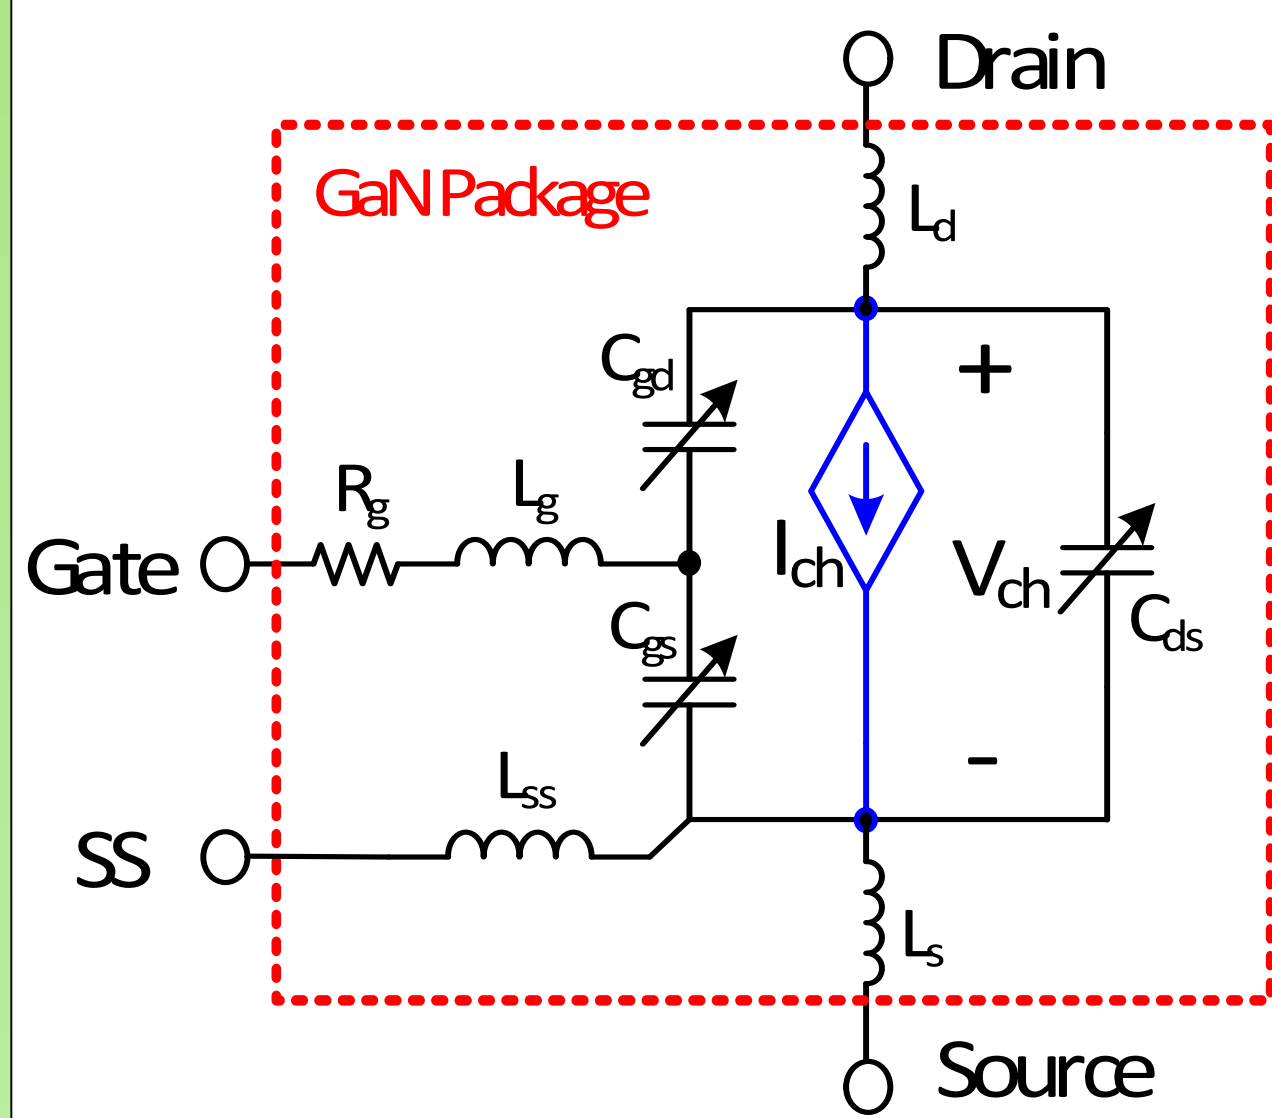 Drain
GaN Package
Ld
Cgd
+
Rg
Lg
Gate
Ich
Vch
Cgs
Cds
Lss
-
SS
Ls
Source